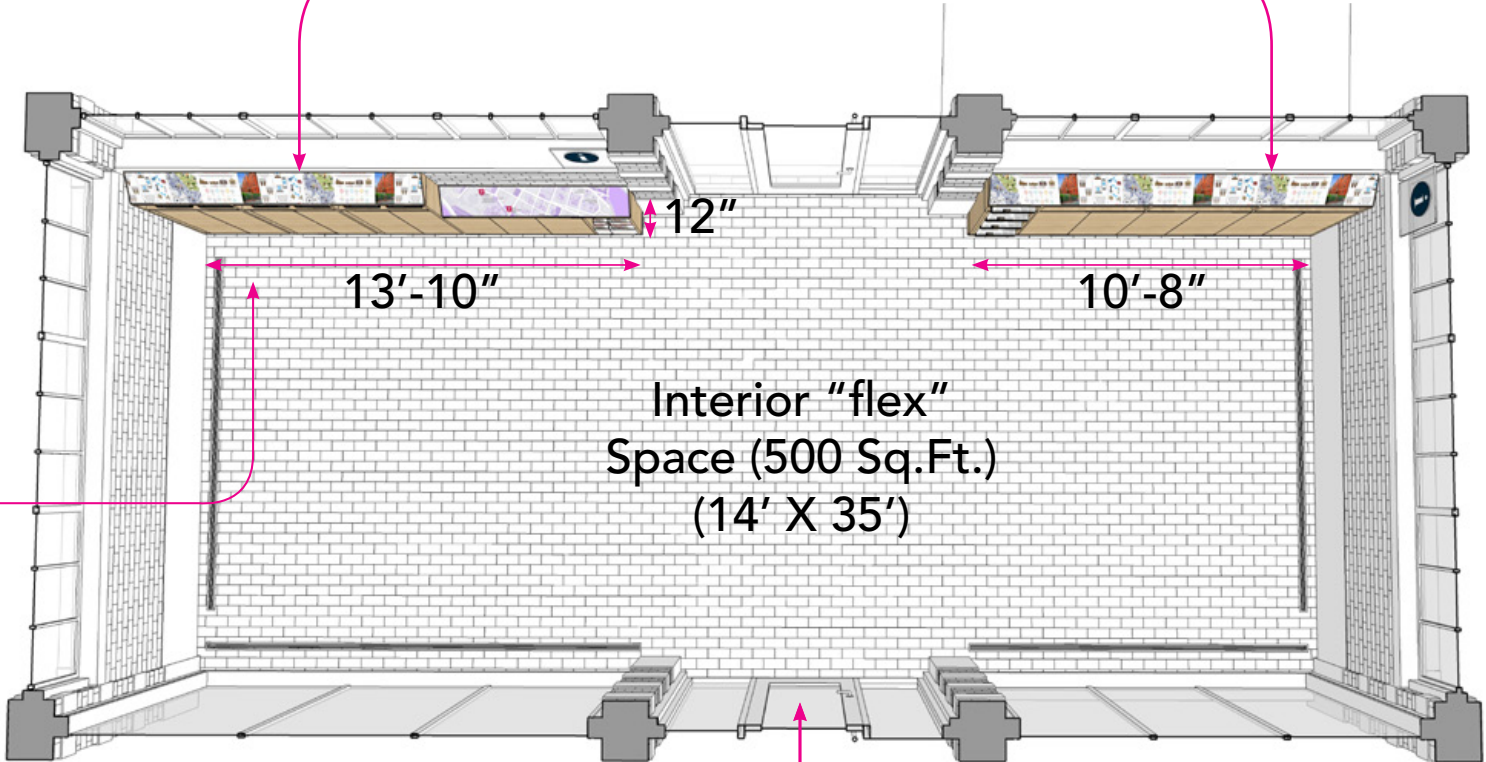 12”
13’-10”
10’-8”
Interior “flex”
Space (500 Sq.Ft.)
(14’ X 35’)